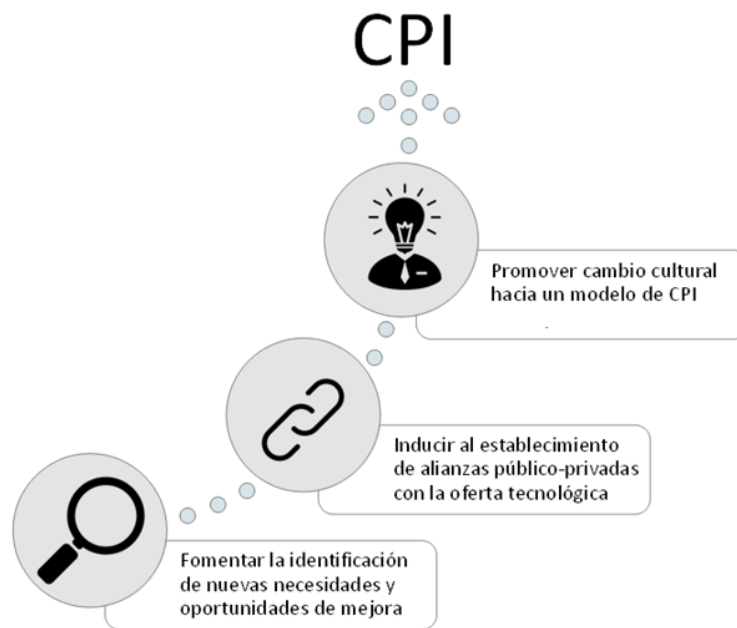 CPI
Promover cambio cultural
hacia un modelo de CPI
.
Inducir al establecimiento
de alianzas público-privadas
con la oferta tecnológica
Fomentar la identificación
de nuevas necesidades y
oportunidades de mejora